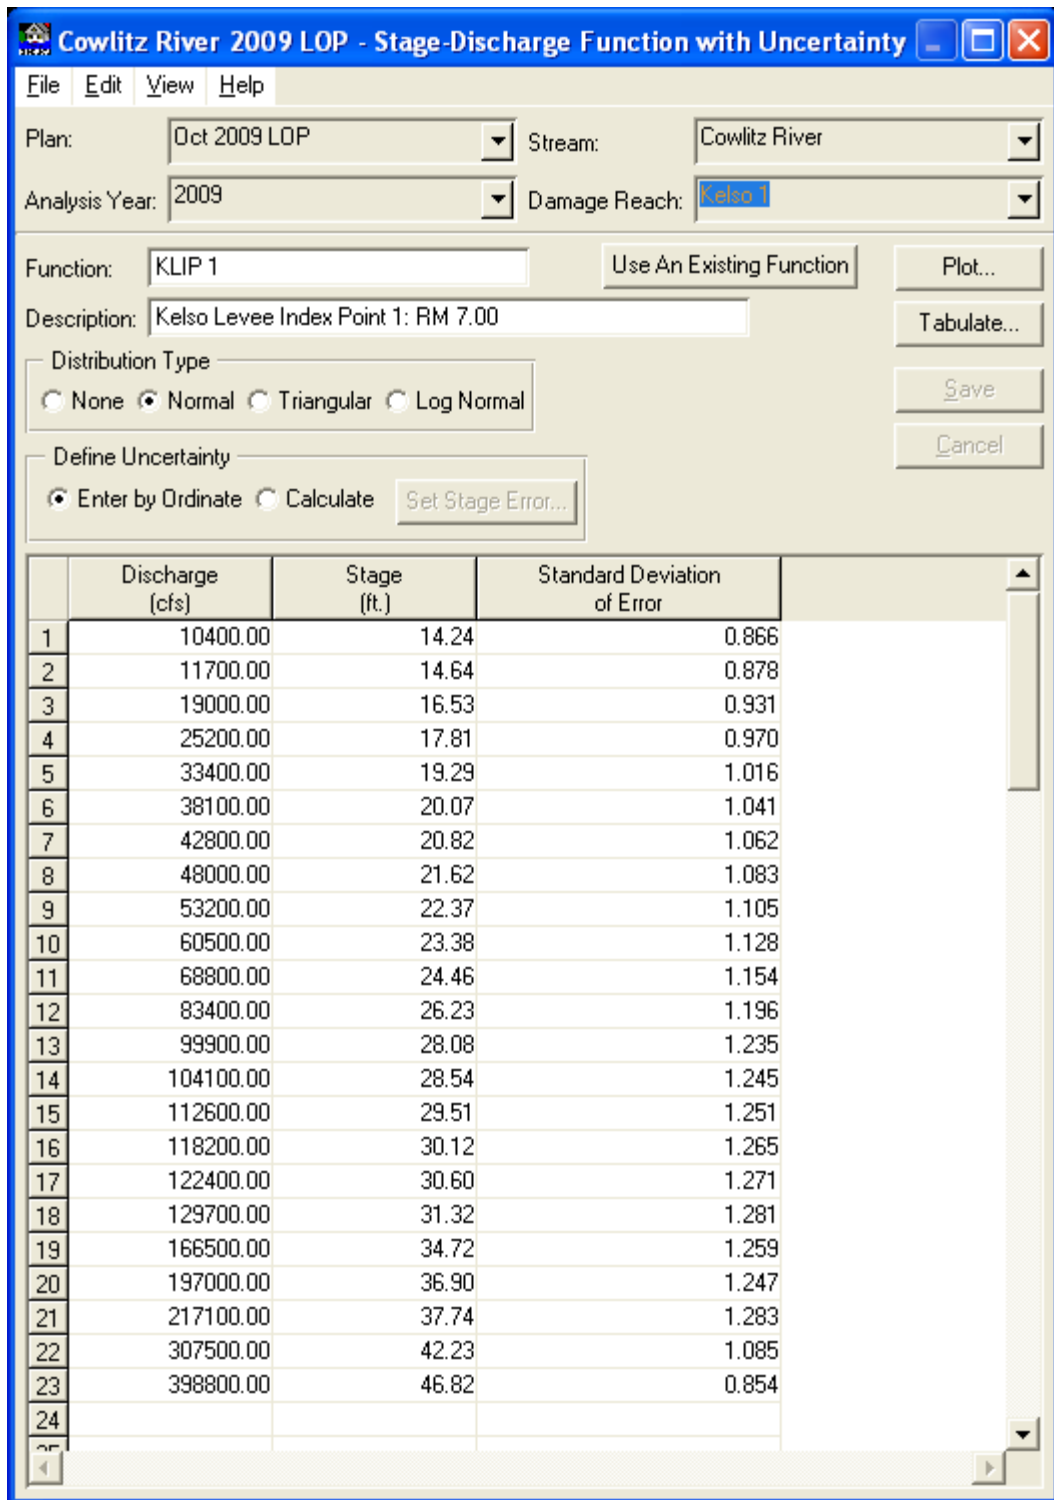 Cowlitz River 2009 LOP - Stage-Discharge Function with Uncertainty
File Edit View Help
Plan: Oct 2009 LOP Stream: Cowlitz River
Analysis Year: 2009 Damage Reach: Kelso 1
Function: KLIP 1 Use An Existing Function Plot...
Description: Kelso Levee Index Point 1: RM 7.00 Tabulate...
Distribution Type
None Normal Triangular Log Normal Save
Define Uncertainty Cancel
Enter by Ordinate Calculate Set Stage Error...
Discharge Stage Standard Deviation
(cfs) (ft.) of Error
1 10400.00 14.24 0.866
2 11700.00 14.64 0.878
3 19000.00 16.53 0.931
4 25200.00 17.81 0.970
5 33400.00 19.29 1.016
6 38100.00 20.07 1.041
7 42800.00 20.82 1.062
8 48000.00 21.62 1.083
9 53200.00 22.37 1.105
10 60500.00 23.38 1.128
11 68800.00 24.46 1.154
12 83400.00 26.23 1.196
13 99900.00 28.08 1.235
14 104100.00 28.54 1.245
15 112600.00 29.51 1.251
16 118200.00 30.12 1.265
17 122400.00 30.60 1.271
18 129700.00 31.32 1.281
19 166500.00 34.72 1.259
20 197000.00 36.90 1.247
21 217100.00 37.74 1.283
22 307500.00 42.23 1.085
23 398800.00 46.82 0.854
24